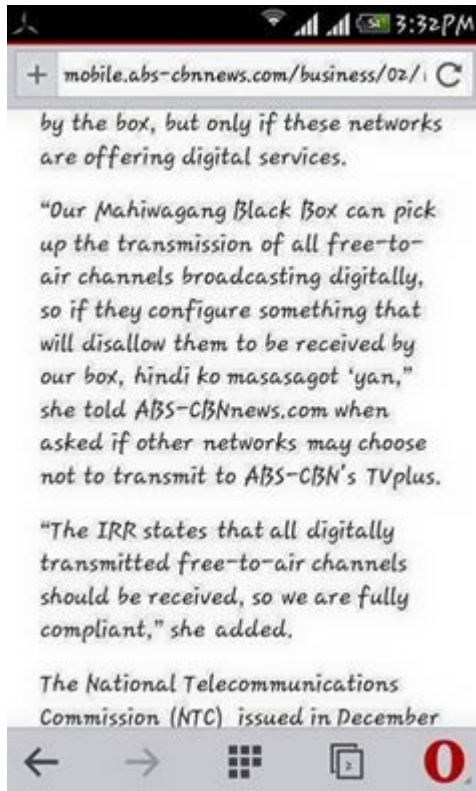 54
3:32PM
+ mobile.abs-cbnnews.com/business/02/
by the box, but only if these networks
are offering digital services.
“Our Mahiwagang Black Box can pick
up the transmission of all free-to-
air channels broadcasting digitally,
so if they configure something that
will disallow them to be received by
our box, hindi ko masasagot ‘yan,”
she told ABS-CBNnews.com when
asked if other networks may choose
not to transmit to ABS-CBN's TVplus.
“The IRR states that all digitally
transmitted free-to-air channels
should be received, so we are fully
compliant,” she added.
The National Telecommunications
Commission (NTC) issued in December